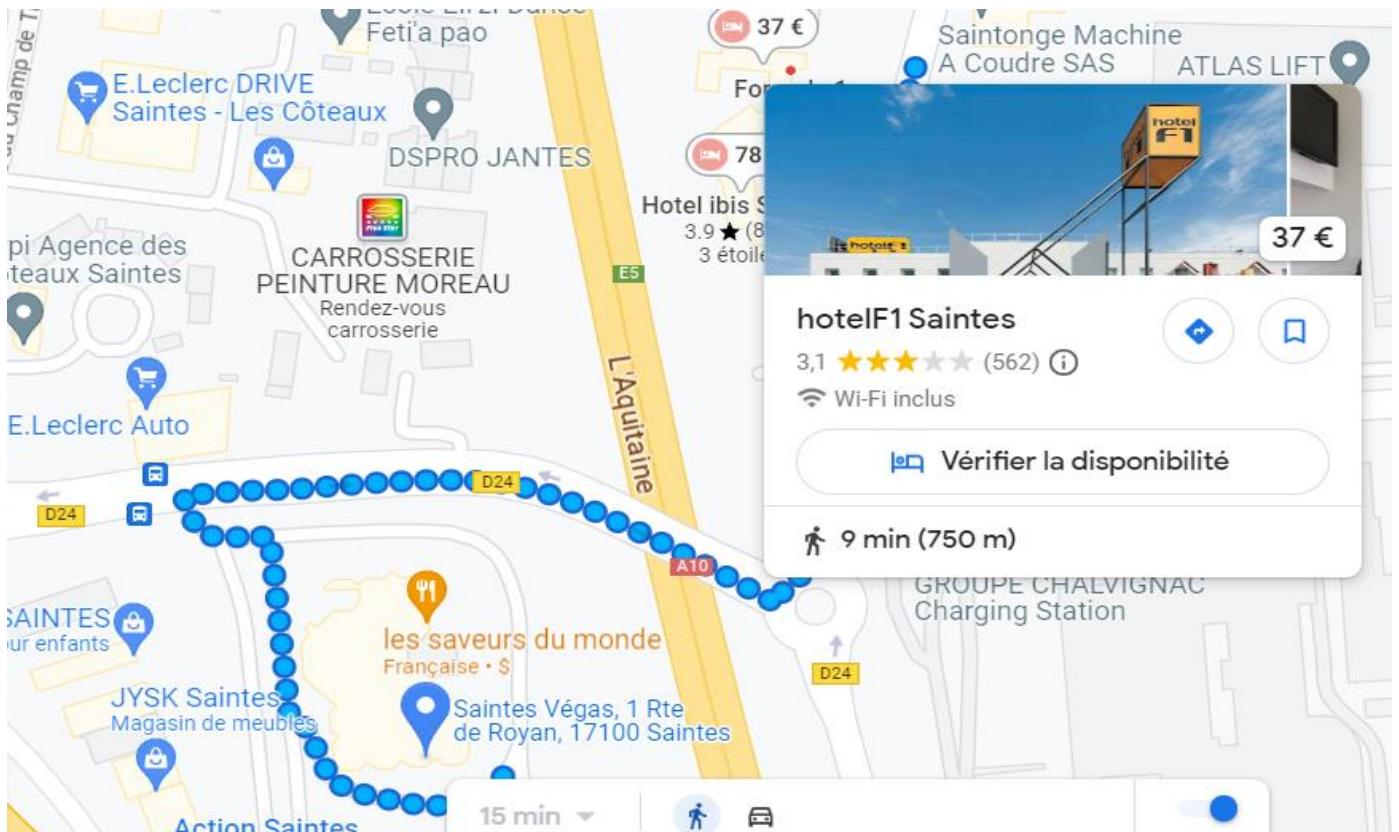 Feti'a pao
37 €
Saintonge Machine
A Coudre SAS
ATLAS LIFT
E.Leclerc DRIVE
Saintes - Les Côteaux
DSPRO JANTES
78
Hotel ibis
3.9 ★ (8
3
hotel
F1
hotelF1
37 €
CARROSSERIE
PEINTURE MOREAU
Rendez-vous
carrosserie
Agence des
Saintes
E5
L'Aquitaine
hotelF1 Saintes
3,1 ★★★★★ (562)
Wi-Fi inclus
Vérifier la disponibilité
9 min (750 m)
E.Leclerc Auto
D24
D24
A10
GROUPE CHALVIGNAC
Charging Station
D24
SAINTES
enfants
les saveurs du monde
Française · $
JYSK Saintes
Magasin de meubles
Saintes Végas, 1 Rte
de Royan, 17100 Saintes
Action Saintes
15 min